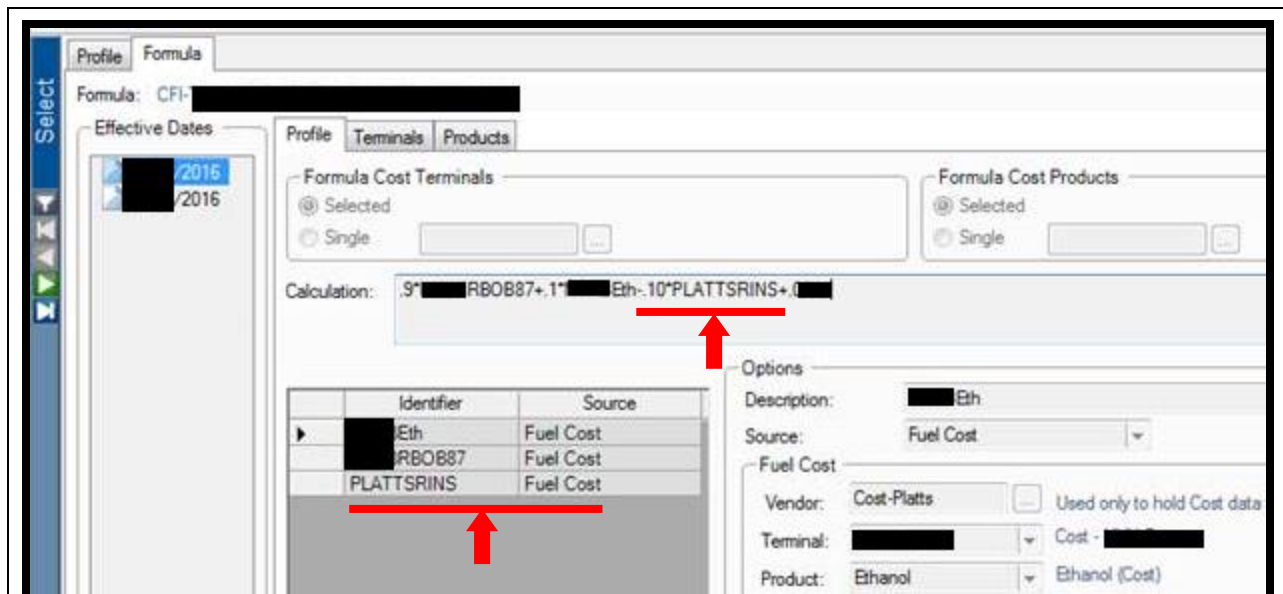 Select
Profile Formula
Formula: CFI-
Effective Dates
/2016
/2016
Profile Terminals Products
Formula Cost Terminals
Selected
Single ...
Formula Cost Products
Selected
Single ...
Calculation: .9* RBOB87+.1* Eth-.10*PLATTSRINS+.0
Identifier Source
Eth Fuel Cost
RBOB87 Fuel Cost
PLATTSRINS Fuel Cost
Options
Description: Eth
Source: Fuel Cost
Fuel Cost
Vendor: Cost-Platts ... Used only to hold Cost data
Terminal: Cost -
Product: Ethanol Ethanol (Cost)